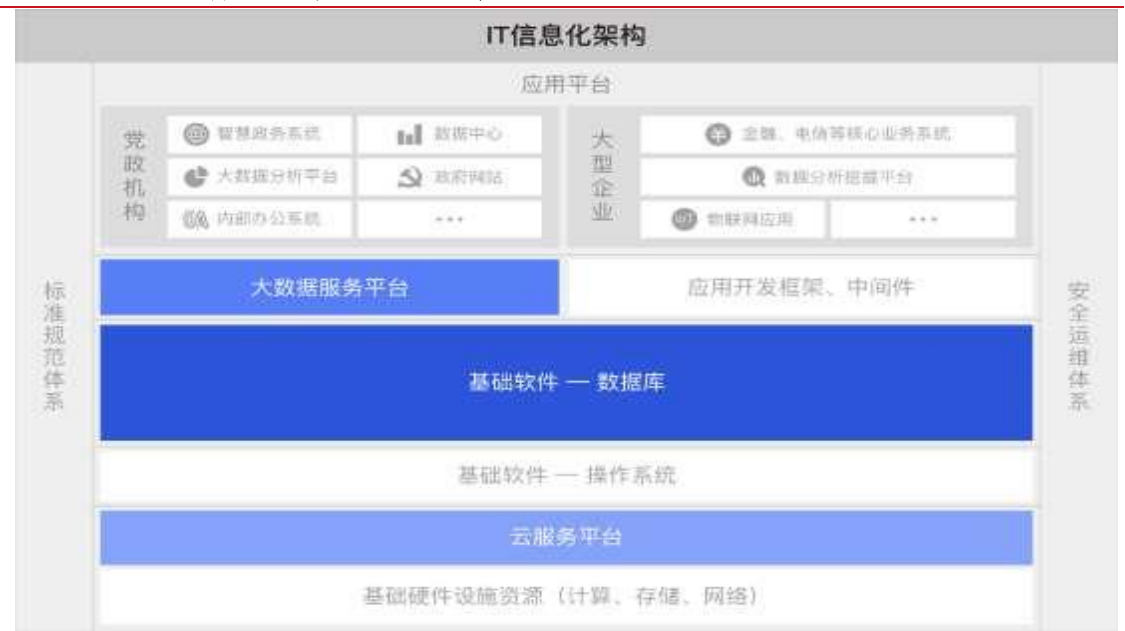 IT信息化架构
应用平台
党政机构
智慧政务系统
数据中心
大数据分析平台
政府网站
内部办公系统
...
大型企业
金融、电信等核心业务系统
数据分析挖掘平台
物联网应用
...
标准规范体系
大数据服务平台
应用开发框架、中间件
基础软件 — 数据库
基础软件 — 操作系统
云服务平台
基础硬件设施资源（计算、存储、网络）
安全运维体系